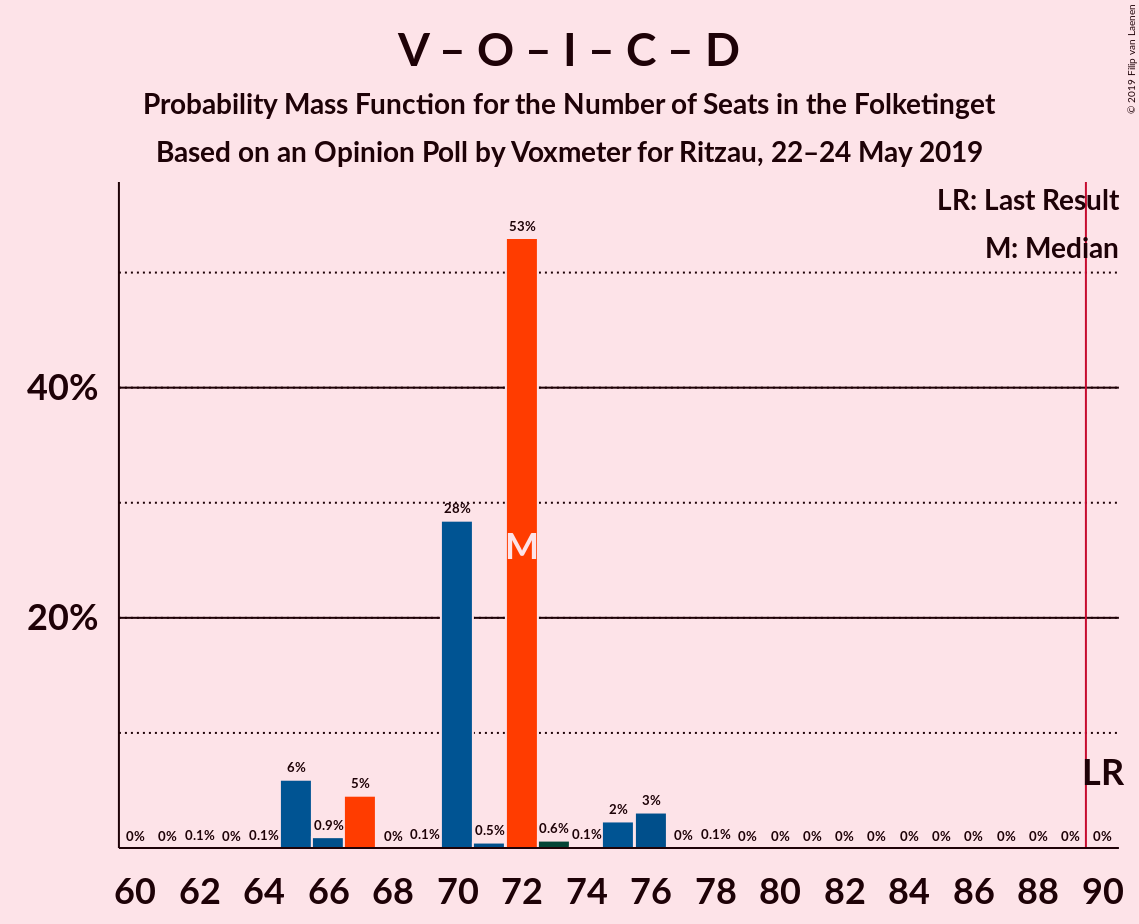 V – O – I – C – D
Probability Mass Function for the Number of Seats in the Folketinget
Based on an Opinion Poll by Voxmeter for Ritzau, 22–24 May 2019
© 2019 Filip van Laenen
LR: Last Result
M: Median
53%
40%
28%
M
20%
LR
6%
5%
3%
2%
0% 0% 0.1% 0% 0.1% 0.9% 0% 0.1% 0.5% 0.6% 0.1% 0% 0.1% 0% 0% 0% 0% 0% 0% 0% 0% 0% 0% 0% 0%
60 62 64 66 68 70 72 74 76 78 80 82 84 86 88 90